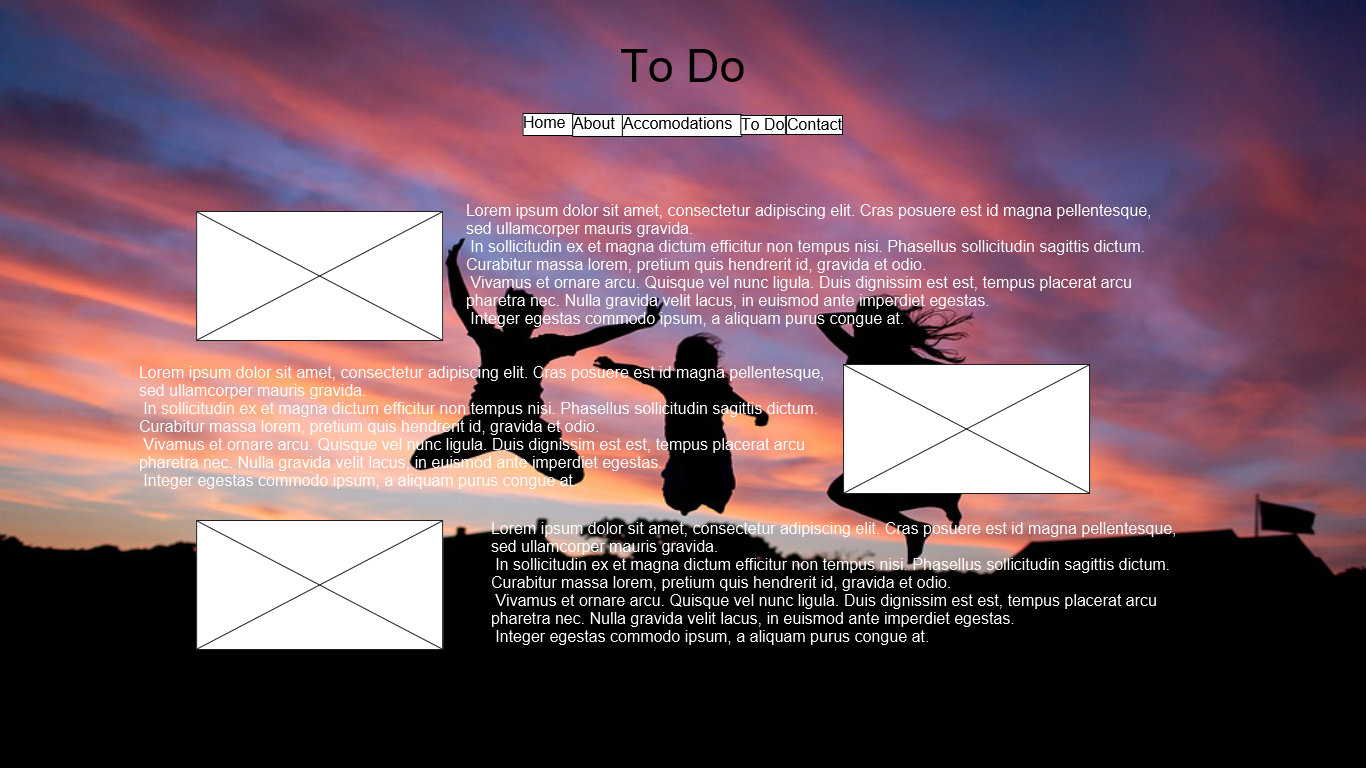 To Do
Home About Accomodations To Do Contact
Lorem ipsum dolor sit amet, consectetur adipiscing elit. Cras posuere est id magna pellentesque,
sed ullamcorper mauris gravida.
In sollicitudin ex et magna dictum efficitur non tempus nisi. Phasellus sollicitudin sagittis dictum.
Curabitur massa lorem, pretium quis hendrerit id, gravida et odio.
Vivamus et ornare arcu. Quisque vel nunc ligula. Duis dignissim est est, tempus placerat arcu
pharetra nec. Nulla gravida velit lacus, in euismod ante imperdiet egestas.
Integer egestas commodo ipsum, a aliquam purus congue at.
Lorem ipsum dolor sit amet, consectetur adipiscing elit. Cras posuere est id magna pellentesque,
sed ullamcorper mauris gravida.
In sollicitudin ex et magna dictum efficitur non tempus nisi. Phasellus sollicitudin sagittis dictum.
Curabitur massa lorem, pretium quis hendrerit id, gravida et odio.
Vivamus et ornare arcu. Quisque vel nunc ligula. Duis dignissim est est, tempus placerat arcu
pharetra nec. Nulla gravida velit lacus, in euismod ante imperdiet egestas.
Integer egestas commodo ipsum, a aliquam purus congue at
Lorem ipsum dolor sit amet, consectetur adipiscing elit. Cras posuere est id magna pellentesque,
sed ullamcorper mauris gravida.
In sollicitudin ex et magna dictum efficitur non tempus nisi. Phasellus sollicitudin sagittis dictum.
Curabitur massa lorem, pretium quis hendrerit id, gravida et odio.
Vivamus et ornare arcu. Quisque vel nunc ligula. Duis dignissim est est, tempus placerat arcu
pharetra nec. Nulla gravida velit lacus, in euismod ante imperdiet egestas.
Integer egestas commodo ipsum, a aliquam purus congue at.